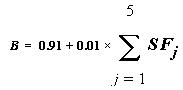 5
B = 0.91 + 0.01 × ∑ SFj
j = 1